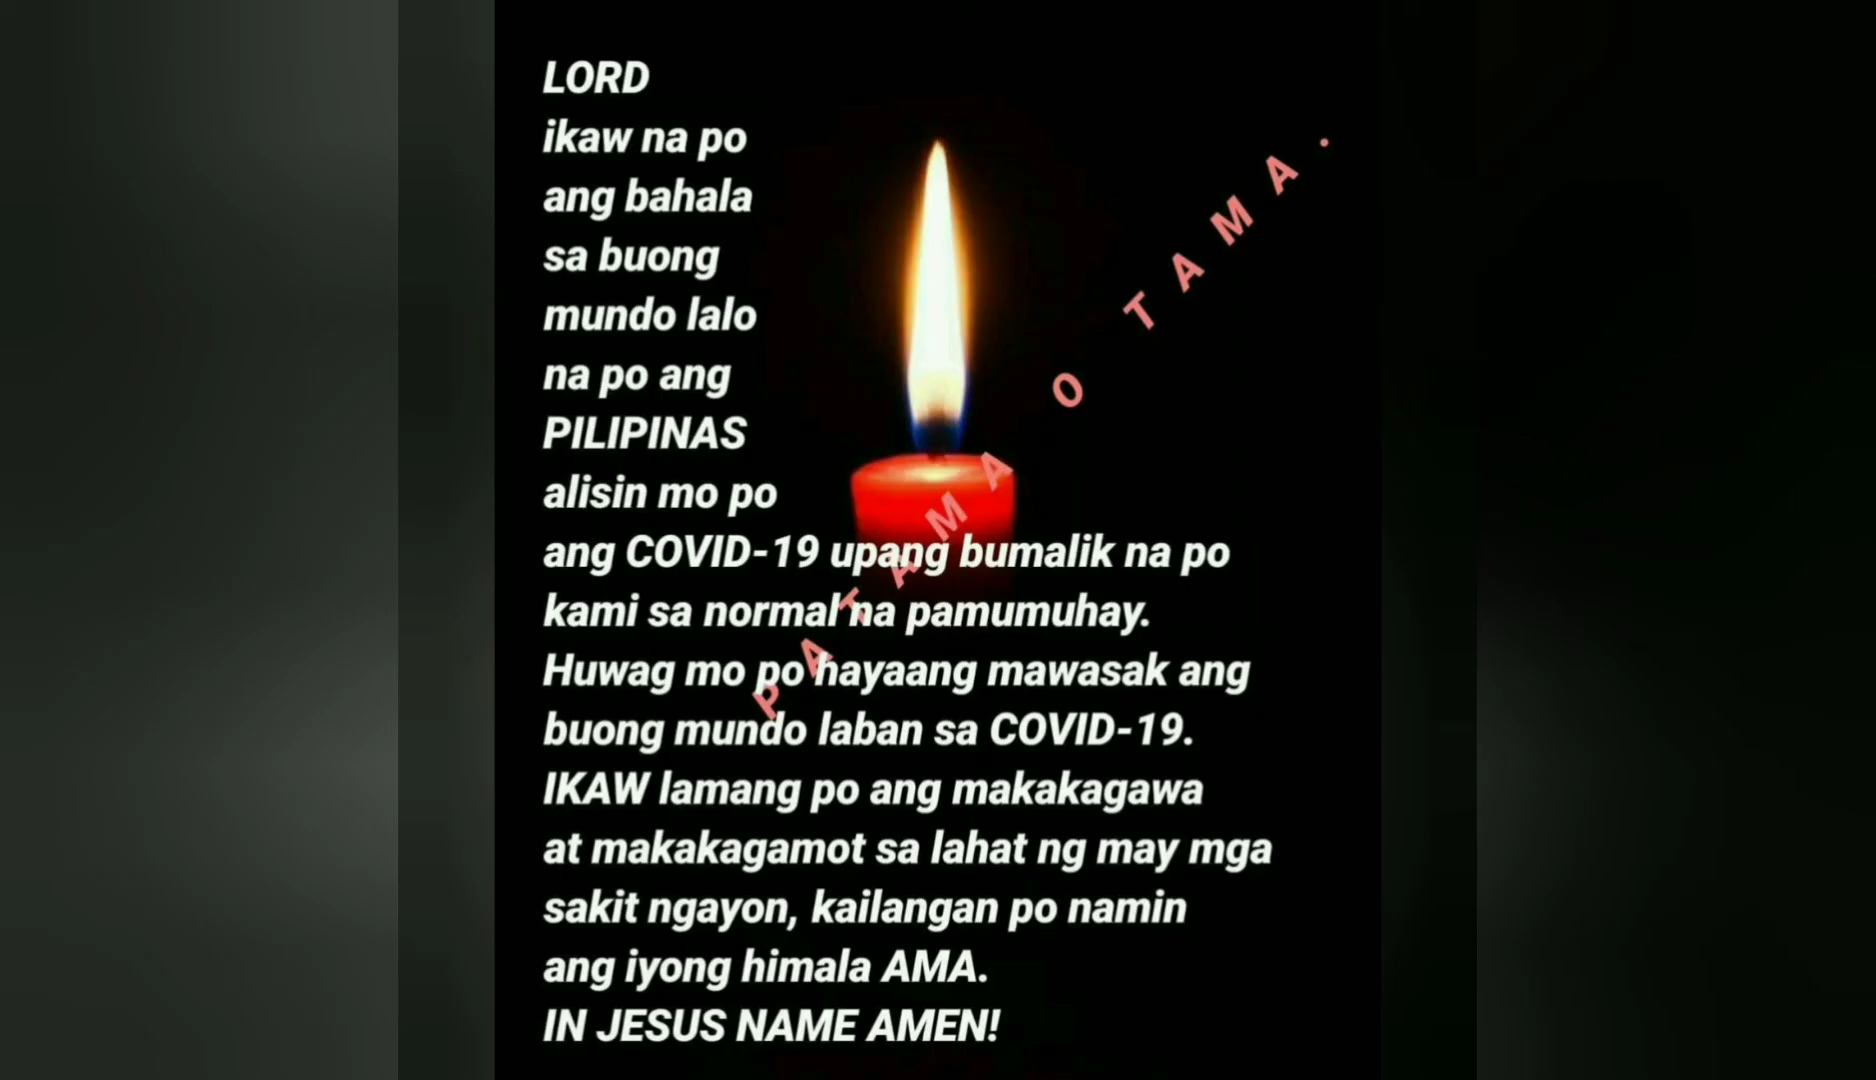 LORD
ikaw na po
ang bahala
sa buong
mundo lalo
na po ang
PILIPINAS
alisin mo po
ang COVID-19 upang bumalik na po
kami sa normal na pamumuhay.
Huwag mo po hayaang mawasak ang
buong mundo laban sa COVID-19.
IKAW lamang po ang makakagawa
at makakagamot sa lahat ng may mga
sakit ngayon, kailangan po namin
ang iyong himala AMA.
IN JESUS NAME AMEN!
PATAMA O TAMA.